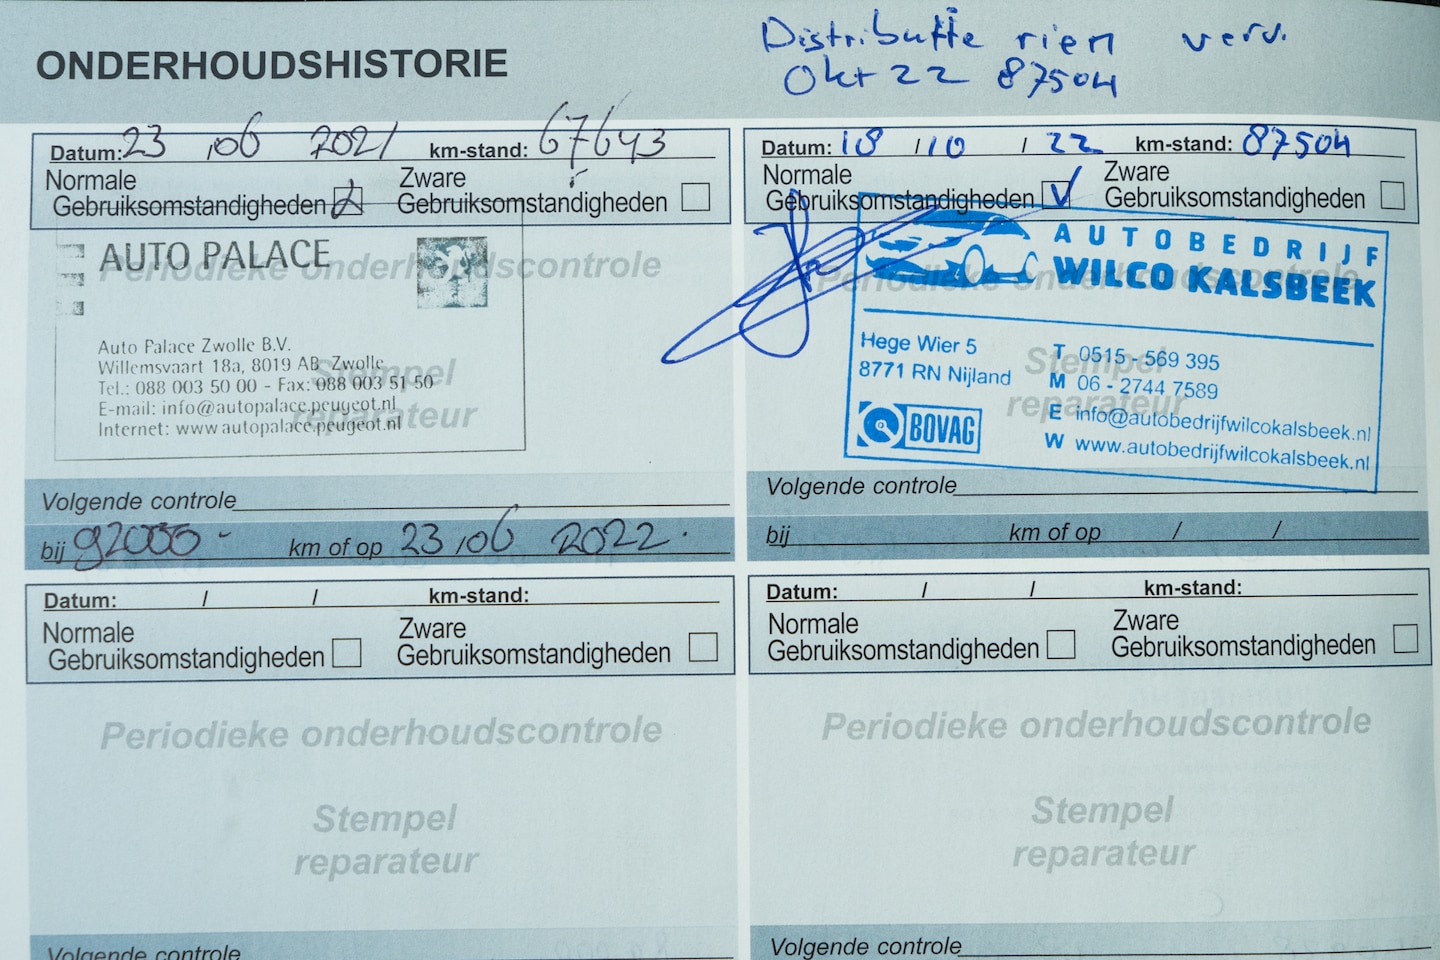 ONDERHOUDSHISTORIE
Distributie riem verv.
Okt 22 87504
Datum: 23 / 06 2021 km-stand: 67643
Normale
Gebruiksomstandigheden
Zware
Gebruiksomstandigheden
AUTO PALACE
Periodieke onderhoudscontrole
Auto Palace Zwolle B.V.
Willemsvaart 18a, 8019 AB Zwolle
Tel.: 088 003 50 00 - Fax: 088 003 51 50
E-mail: info@autopalace.peugeot.nl
Internet: www.autopalace.peugeot.nl
Stempel
reparateur
Volgende controle
bij 92000 - km of op 23 / 06 2022.
Datum: 18 / 10 / 22 km-stand: 87504
Normale
Gebruiksomstandigheden V
Zware
Gebruiksomstandigheden
AUTOBEDRIJF
WILCO KALSBEEK
Periodieke onderhoudscontrole
Hege Wier 5
8771 RN Nijland
BOVAG
T 0515 - 569 395
M 06 - 2744 7589
E info@autobedrijfwilcokalsbeek.nl
W www.autobedrijfwilcokalsbeek.nl
Stempel
reparateur
Volgende controle
bij km of op / /
Datum: / / km-stand:
Normale
Gebruiksomstandigheden
Zware
Gebruiksomstandigheden
Periodieke onderhoudscontrole
Stempel
reparateur
Volgende controle
Datum: / / km-stand:
Normale
Gebruiksomstandigheden
Zware
Gebruiksomstandigheden
Periodieke onderhoudscontrole
Stempel
reparateur
Volgende controle